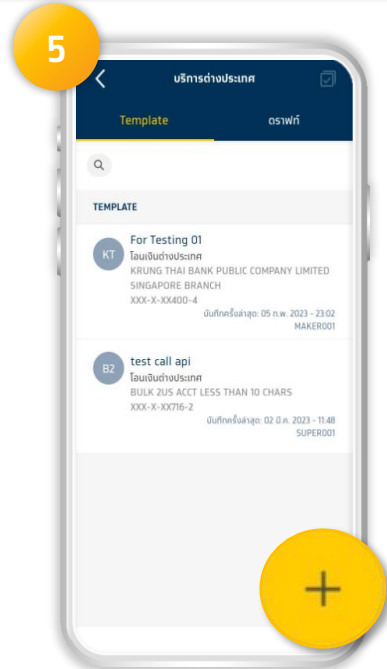 5
บริการต่างประเทศ
Template
ดราฟท์
TEMPLATE
KT
For Testing 01
โอนเงินต่างประเทศ
KRUNG THAI BANK PUBLIC COMPANY LIMITED
SINGAPORE BRANCH
XXX-X-XX400-4
บันทึกครั้งล่าสุด: 05 ก.พ. 2023 - 23:02
MAKER001
B2
test call api
โอนเงินต่างประเทศ
BULK 2US ACCT LESS THAN 10 CHARS
XXX-X-XX716-2
บันทึกครั้งล่าสุด: 02 มี.ค. 2023 - 11:48
SUPER001
+